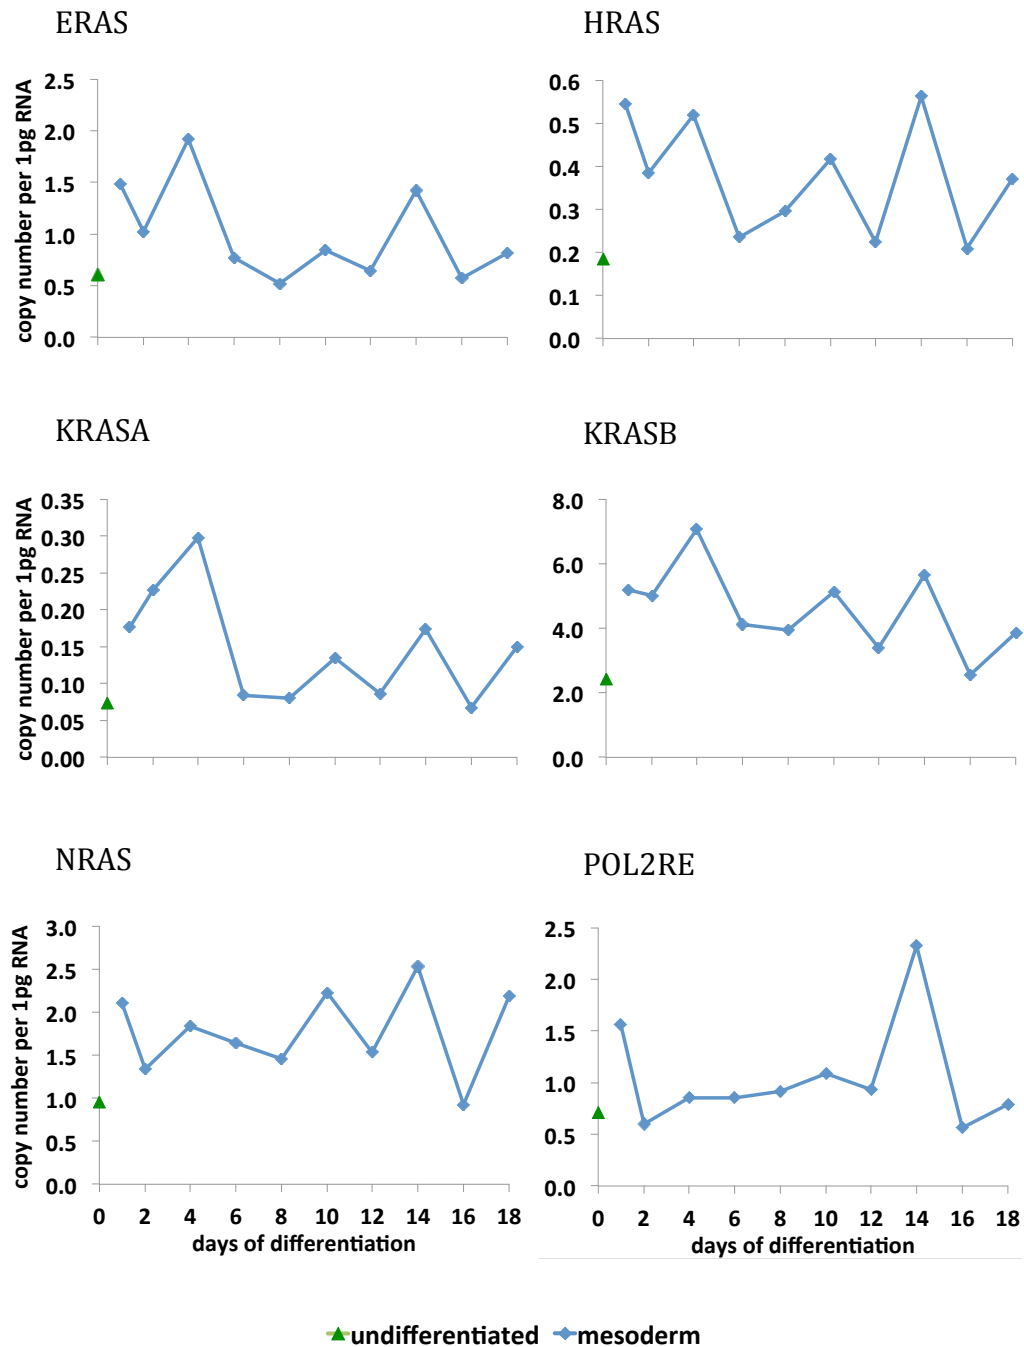 ERAS
HRAS
copy number per 1pg RNA
2.5
2.0
1.5
1.0
0.5
0.0
0.6
0.5
0.4
0.3
0.2
0.1
0.0
KRASA
KRASB
copy number per 1pg RNA
0.35
0.30
0.25
0.20
0.15
0.10
0.05
0.00
8.0
6.0
4.0
2.0
0.0
NRAS
POL2RE
copy number per 1pg RNA
3.0
2.5
2.0
1.5
1.0
0.5
0.0
0 2 4 6 8 10 12 14 16 18
days of differentiation
2.5
2.0
1.5
1.0
0.5
0.0
0 2 4 6 8 10 12 14 16 18
days of differentiation
undifferentiated mesoderm